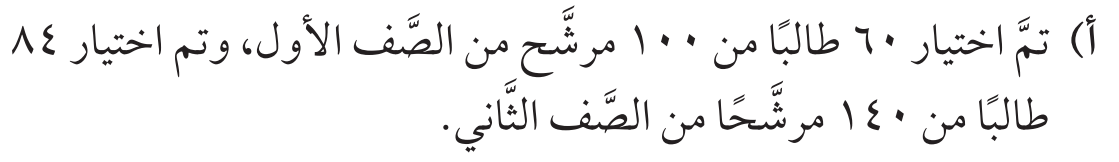 أ) تمَّ اختيار ٦٠ طالبًا من ١٠٠ مرشَّح من الصَّف الأول، وتم اختيار ٨٤
طالبًا من ١٤٠ مرشَّحًا من الصَّف الثَّاني.